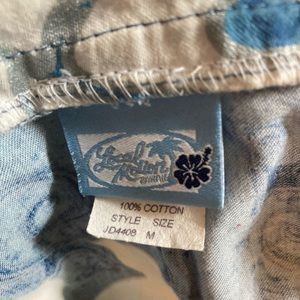 Local
Motion
HAWAII
100% COTTON
STYLE SIZE
JD4408 M